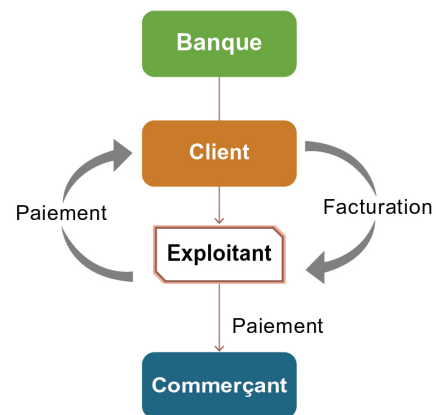 Banque
Client
Paiement
Facturation
Exploitant
Paiement
Commerçant